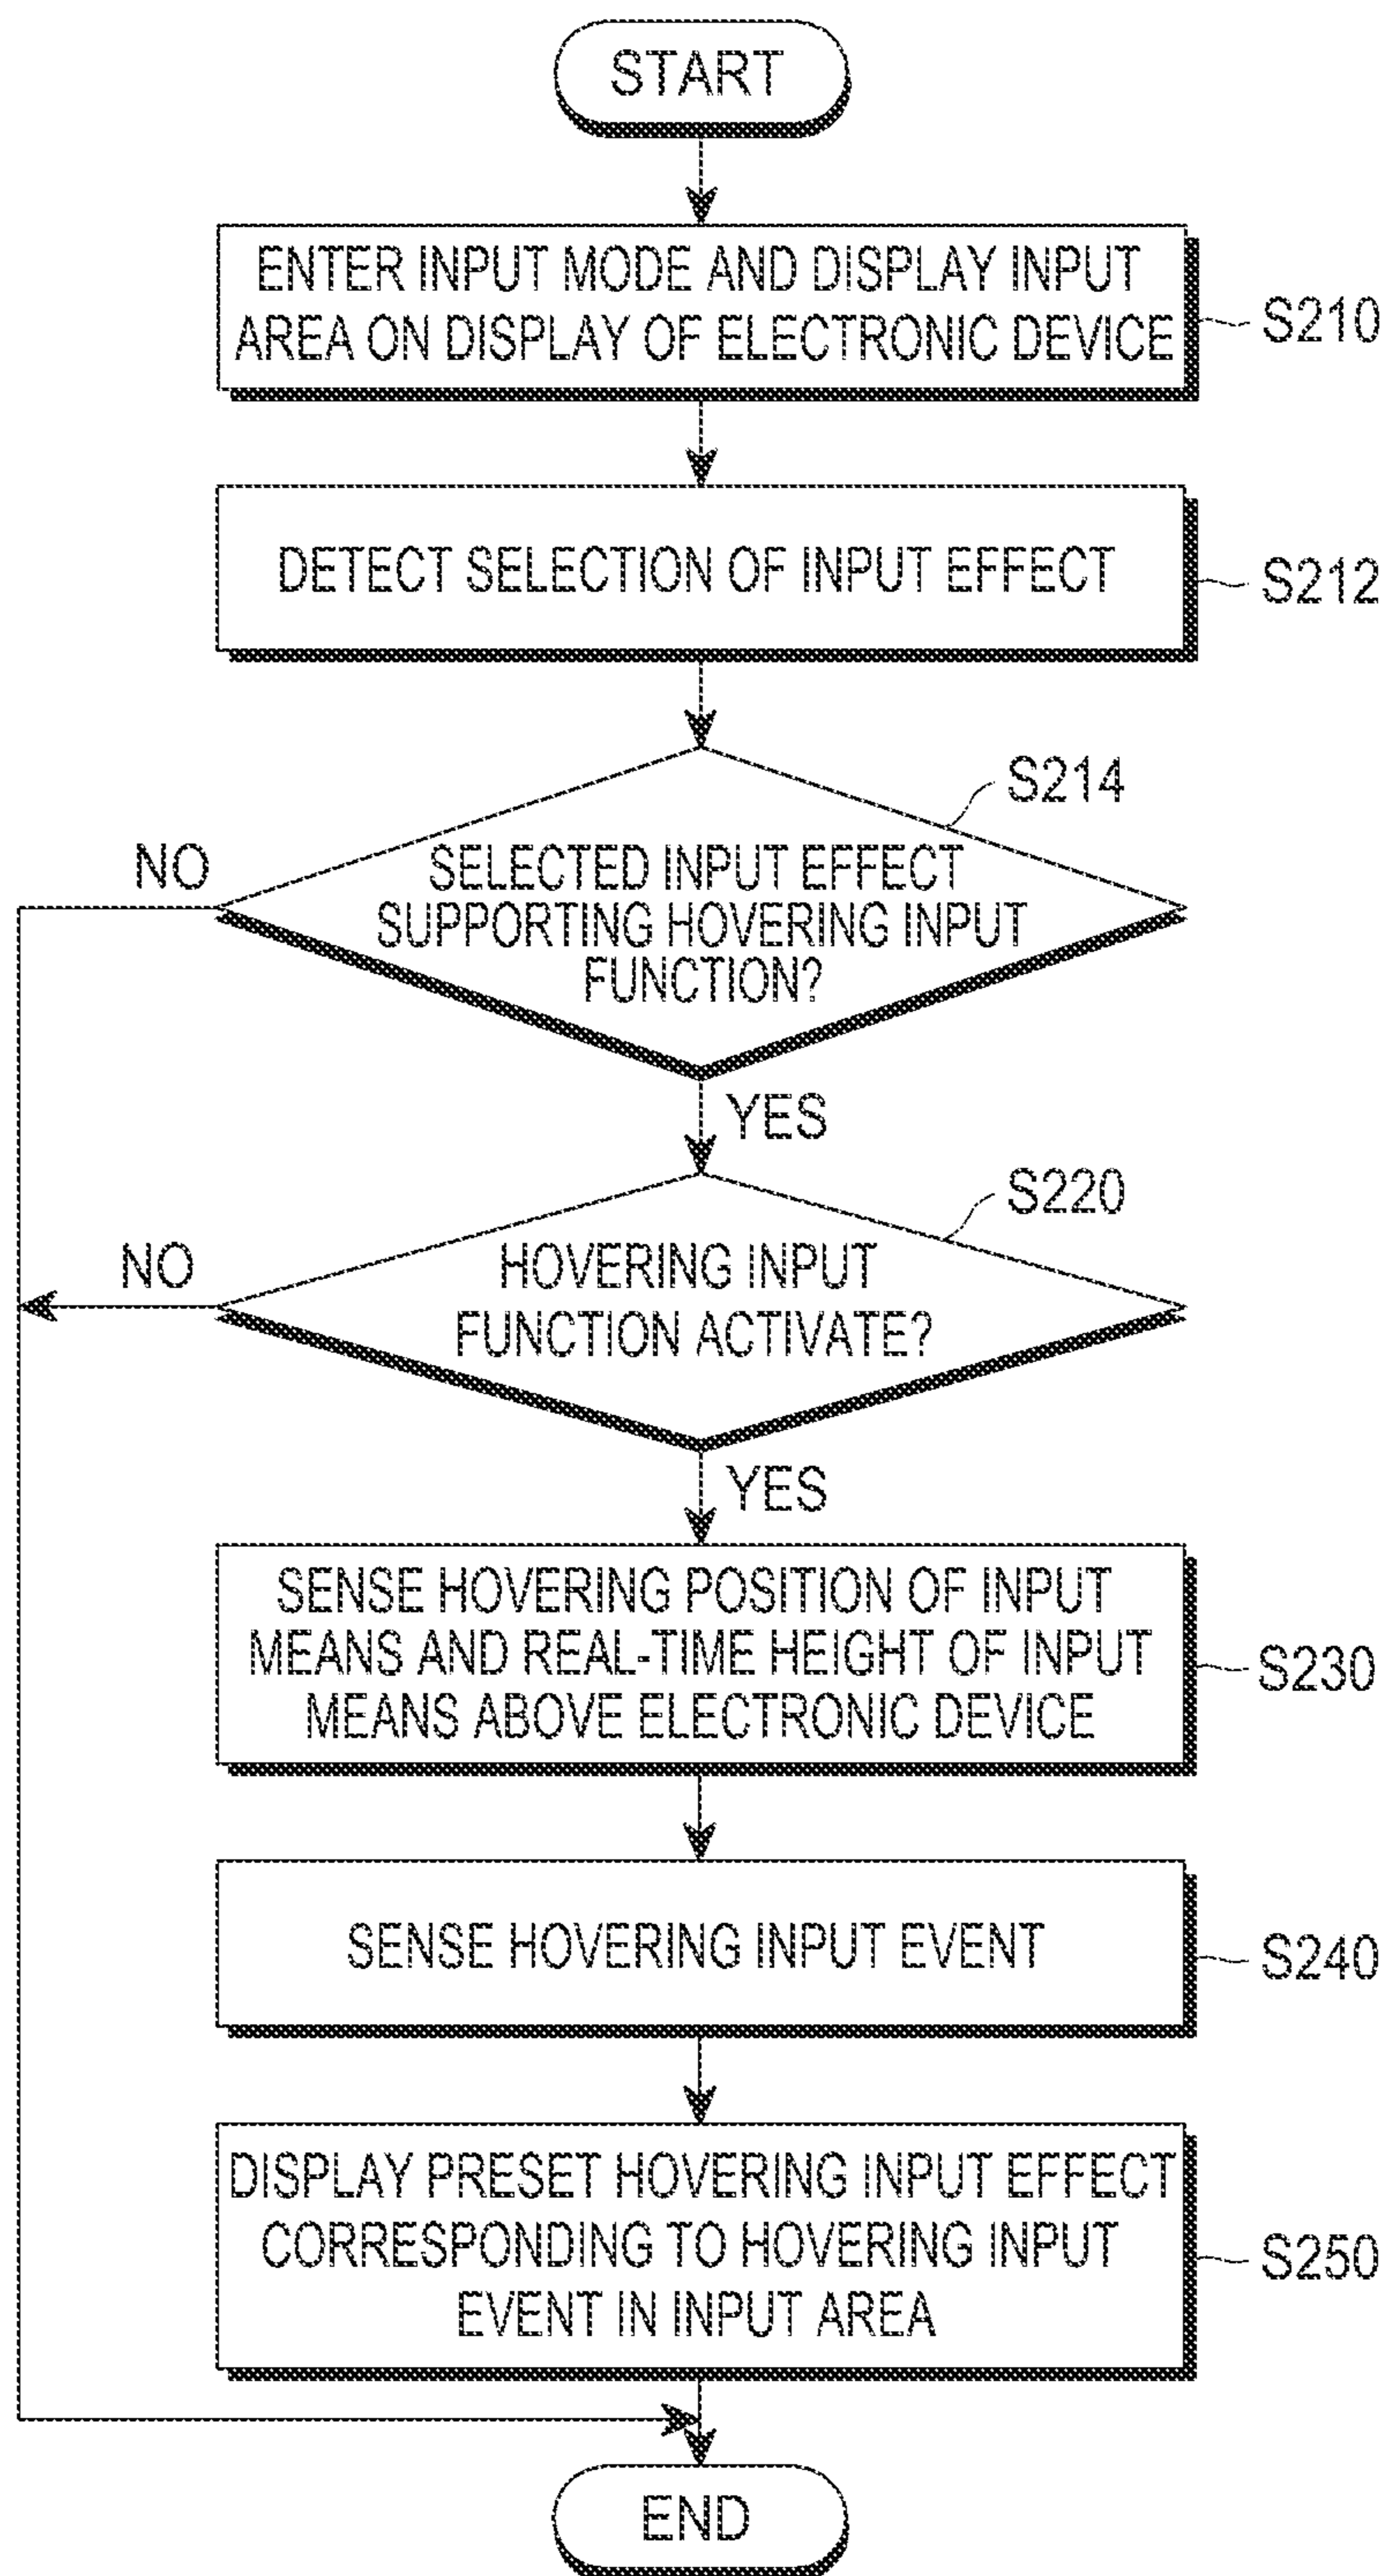 START
ENTER INPUT MODE AND DISPLAY INPUT
AREA ON DISPLAY OF ELECTRONIC DEVICE
S210
DETECT SELECTION OF INPUT EFFECT
S212
S214
NO
SELECTED INPUT EFFECT
SUPPORTING HOVERING INPUT
FUNCTION?
YES
S220
NO
HOVERING INPUT
FUNCTION ACTIVATE?
YES
SENSE HOVERING POSITION OF INPUT
MEANS AND REAL-TIME HEIGHT OF INPUT
MEANS ABOVE ELECTRONIC DEVICE
S230
SENSE HOVERING INPUT EVENT
S240
DISPLAY PRESET HOVERING INPUT EFFECT
CORRESPONDING TO HOVERING INPUT
EVENT IN INPUT AREA
S250
END